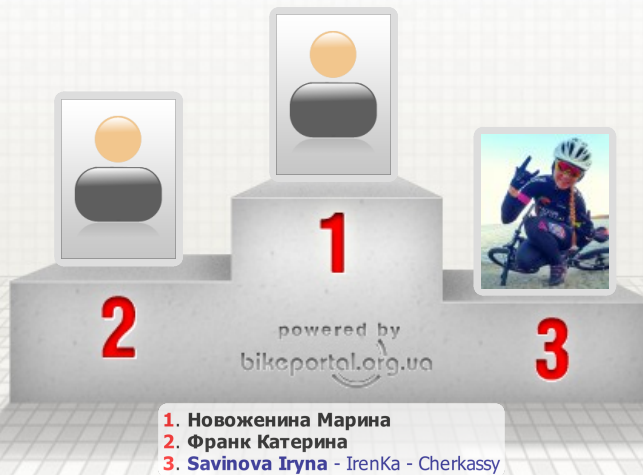 1
2
3
powered by
bikeportal.org.ua
1. Новоженина Марина
2. Франк Катерина
3. Savinova Iryna - IrenKa - Cherkassy